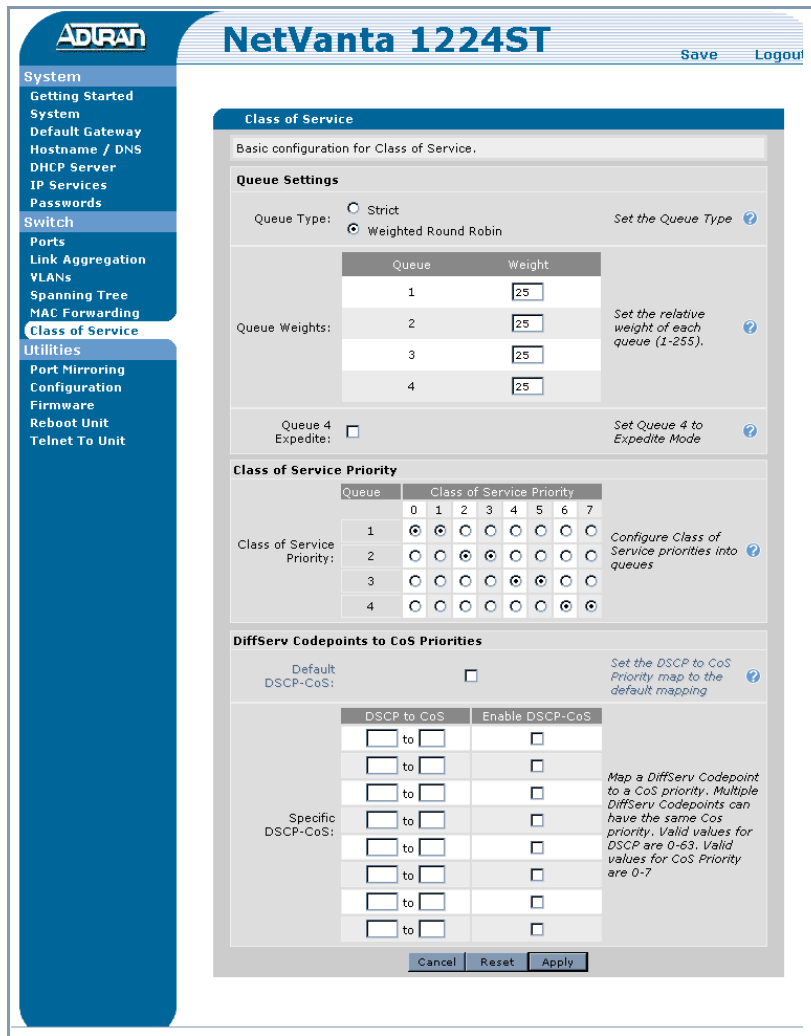 ADTRAN
NetVanta 1224ST
Save Logout
System
Getting Started
System
Default Gateway
Hostname / DNS
DHCP Server
IP Services
Passwords
Switch
Ports
Link Aggregation
VLANs
Spanning Tree
MAC Forwarding
Class of Service
Utilities
Port Mirroring
Configuration
Firmware
Reboot Unit
Telnet To Unit
Class of Service
Basic configuration for Class of Service.
Queue Settings
Queue Type:
Strict
Weighted Round Robin
Set the Queue Type ?
Queue Weights:
Queue Weight
1 25
2 25
3 25
4 25
Set the relative
weight of each
queue (1-255).
?
Queue 4
Expedite:
Set Queue 4 to
Expedite Mode
?
Class of Service Priority
Class of Service
Priority:
Queue Class of Service Priority
0 1 2 3 4 5 6 7
1
2
3
4
Configure Class of
Service priorities into
queues
?
DiffServ Codepoints to CoS Priorities
Default
DSCP-CoS:
Set the DSCP to CoS
Priority map to the
default mapping
?
Specific
DSCP-CoS:
DSCP to CoS Enable DSCP-CoS
to
to
to
to
to
to
to
to
Map a DiffServ Codepoint
to a CoS priority. Multiple
DiffServ Codepoints can
have the same Cos
priority. Valid values for
DSCP are 0-63. Valid
values for CoS Priority
are 0-7
Cancel Reset Apply